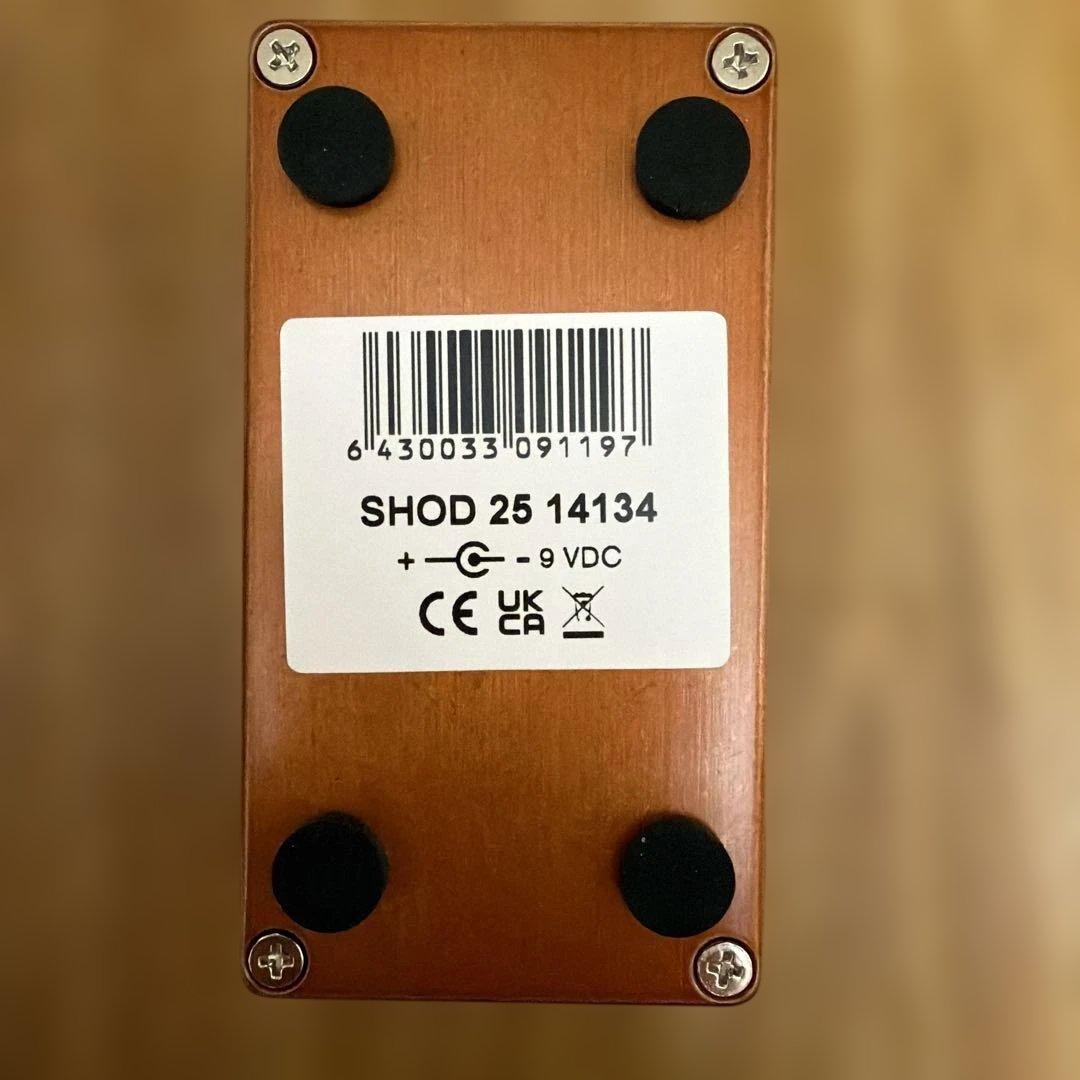 6 430033 091197
SHOD 25 14134
+ - 9 VDC
CE UK CA